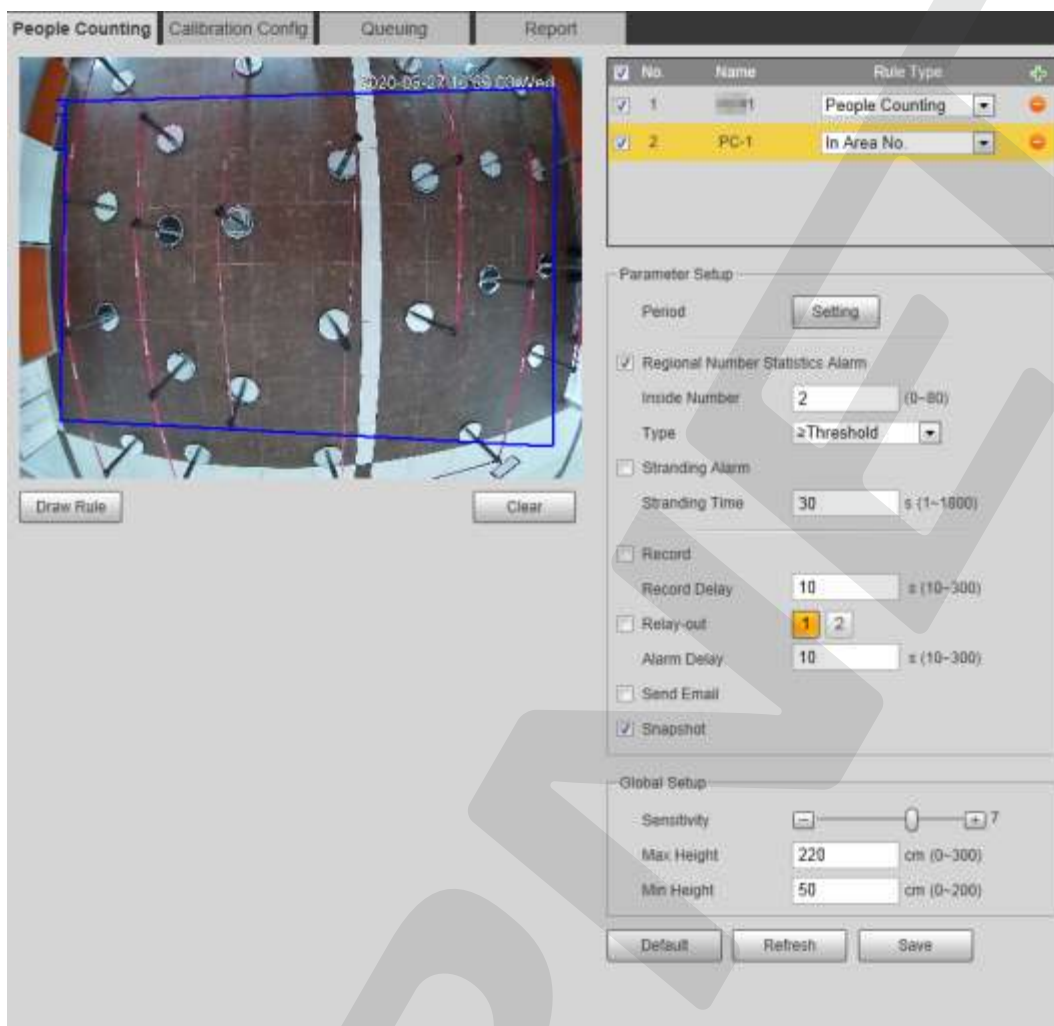 People Counting Calibration Config Queuing Report
No. Name Rule Type
1 1 People Counting
2 PC-1 In Area No.
Parameter Setup
Period Setting
Regional Number Statistics Alarm
Inside Number 2 (0~80)
Type ≥Threshold
Stranding Alarm
Stranding Time 30 s (1~1800)
Record
Record Delay 10 s (10~300)
Relay-out 1 2
Alarm Delay 10 s (10~300)
Send Email
Snapshot
Global Setup
Sensitivity 7
Max Height 220 cm (0~300)
Min Height 50 cm (0~200)
Default Refresh Save
Draw Rule Clear